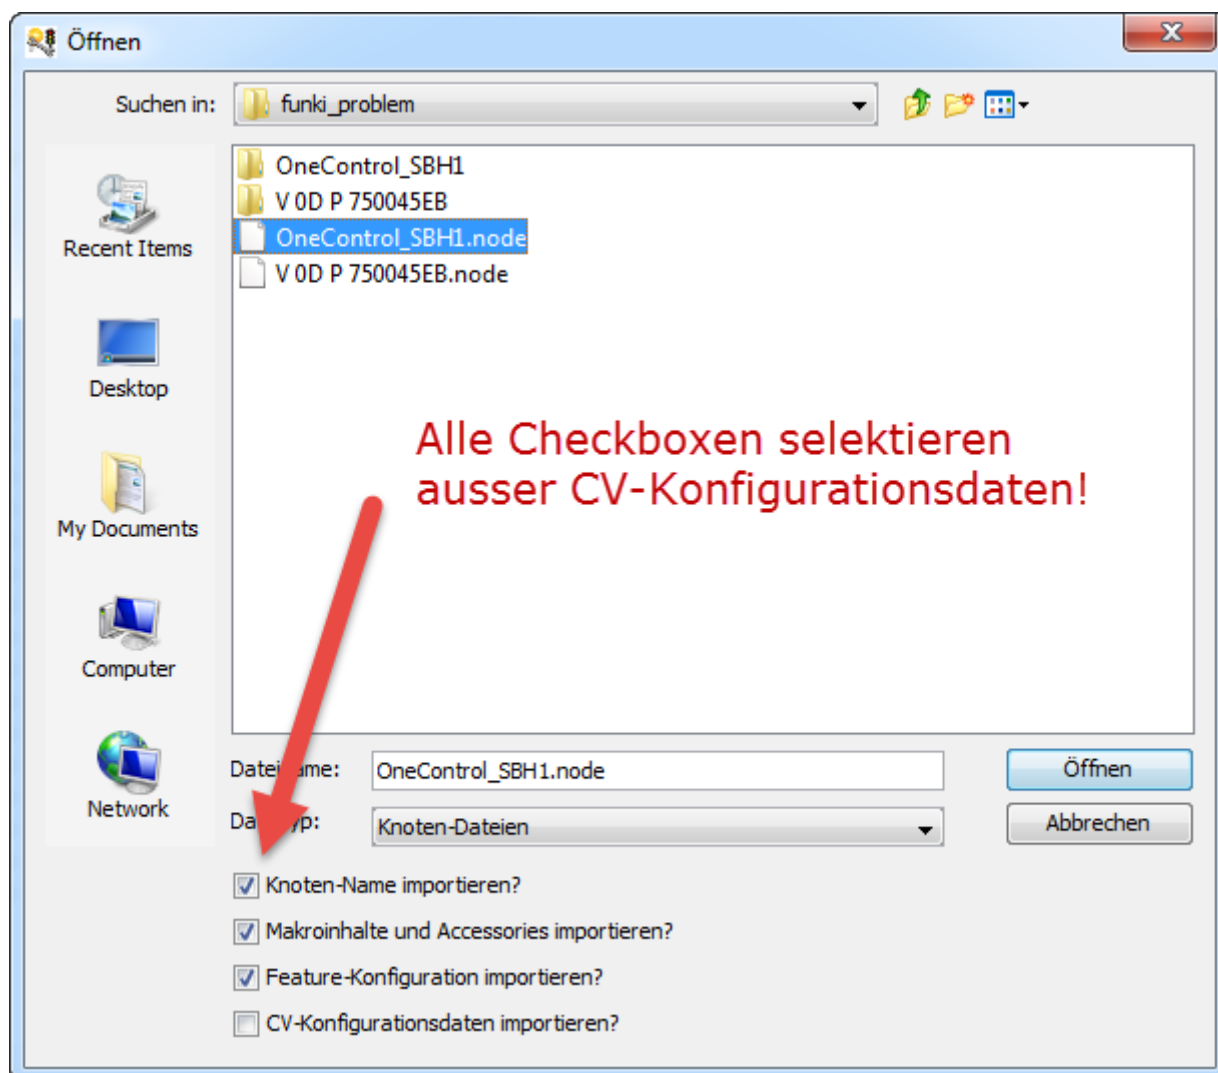 Öffnen
Suchen in: funki_problem
OneControl_SBH1
V 0D P 750045EB
OneControl_SBH1.node
V 0D P 750045EB.node
Recent Items
Desktop
My Documents
Computer
Network
Alle Checkboxen selektieren
ausser CV-Konfigurationsdaten!
OneControl_SBH1.node Öffnen
Knoten-Dateien Abbrechen
Knoten-Name importieren?
Makroinhalte und Accessories importieren?
Feature-Konfiguration importieren?
CV-Konfigurationsdaten importieren?